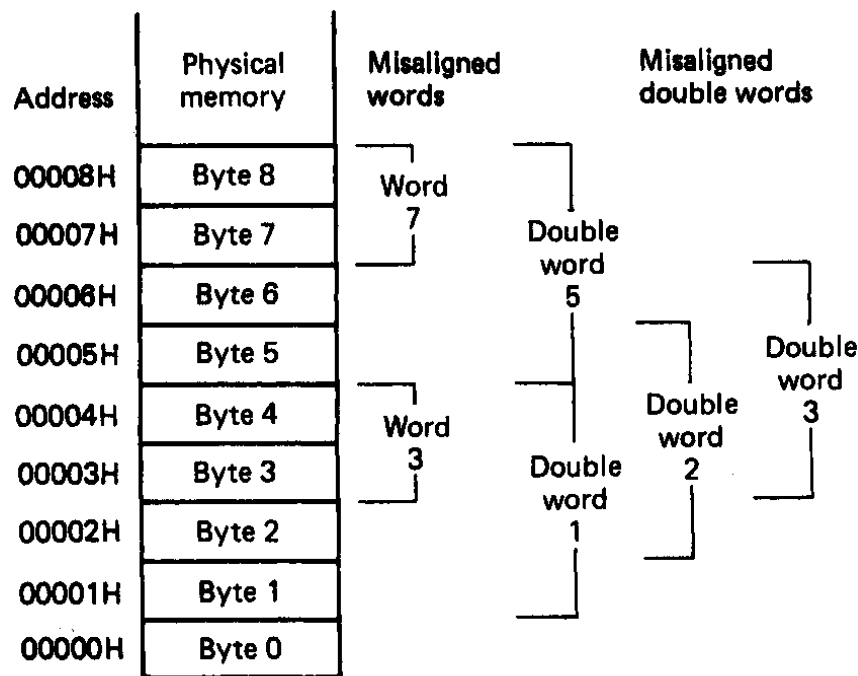 Address
Physical
memory
Misaligned
words
Misaligned
double words
00008H
Byte 8
00007H
Byte 7
00006H
Byte 6
00005H
Byte 5
00004H
Byte 4
00003H
Byte 3
00002H
Byte 2
00001H
Byte 1
00000H
Byte 0
Word
7
Word
3
Double
word
5
Double
word
1
Double
word
2
Double
word
3